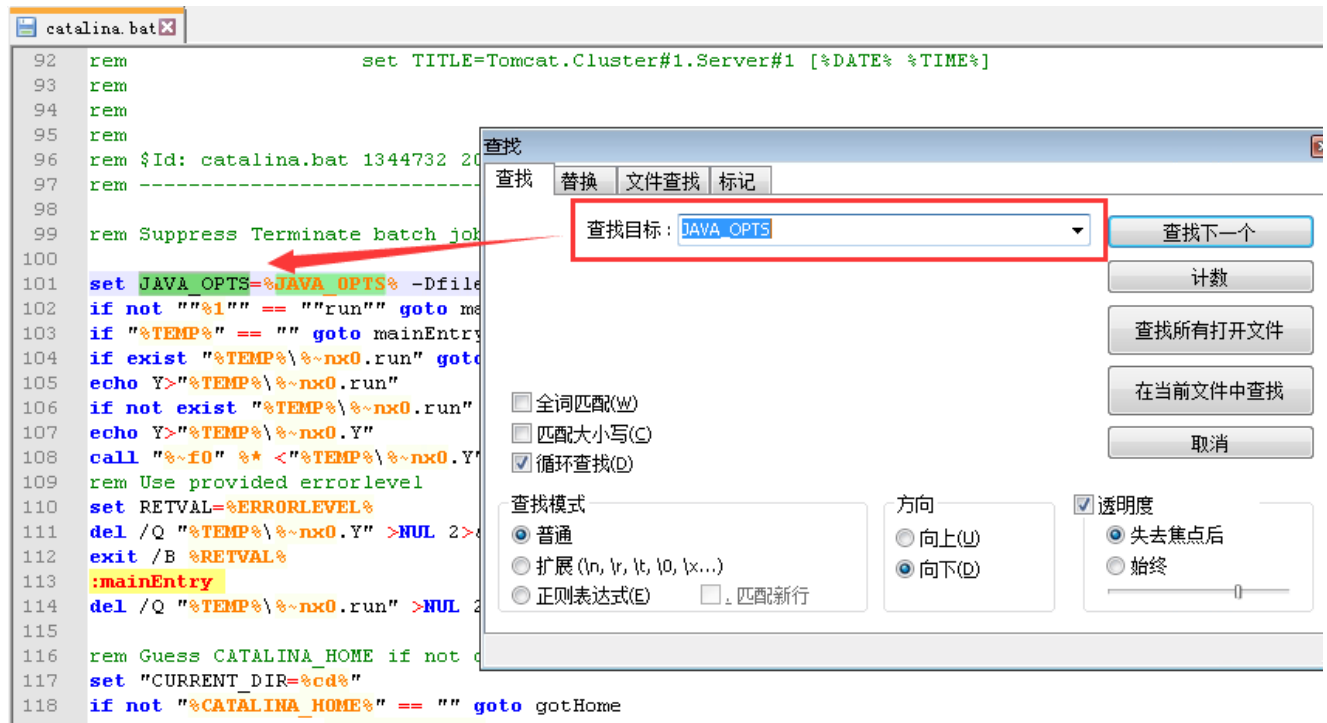 catalina.bat
92 rem set TITLE=Tomcat.Cluster#1.Server#1 [%DATE% %TIME%]
93 rem
94 rem
95 rem
96 rem $Id: catalina.bat 1344732 20
97 rem ----------------------------
98
99 rem Suppress Terminate batch job
100
101 set JAVA_OPTS=%JAVA_OPTS% -Dfile
102 if not ""%1"" == ""run"" goto ma
103 if "%TEMP%" == "" goto mainEntry
104 if exist "%TEMP%\%~nx0.run" goto
105 echo Y>"%TEMP%\%~nx0.run"
106 if not exist "%TEMP%\%~nx0.run"
107 echo Y>"%TEMP%\%~nx0.Y"
108 call "%~f0" %* <"%TEMP%\%~nx0.Y"
109 rem Use provided errorlevel
110 set RETVAL=%ERRORLEVEL%
111 del /Q "%TEMP%\%~nx0.Y" >NUL 2>&
112 exit /B %RETVAL%
113 :mainEntry
114 del /Q "%TEMP%\%~nx0.run" >NUL 2
115
116 rem Guess CATALINA_HOME if not d
117 set "CURRENT_DIR=%cd%"
118 if not "%CATALINA_HOME%" == "" goto gotHome
查找
查找 替换 文件查找 标记
查找目标: JAVA_OPTS
查找下一个
计数
查找所有打开文件
在当前文件中查找
取消
全词匹配(W)
匹配大小写(C)
循环查找(D)
查找模式
普通
扩展 (\n, \r, \t, \0, \x...)
正则表达式(E) . 匹配新行
方向
向上(U)
向下(D)
透明度
失去焦点后
始终